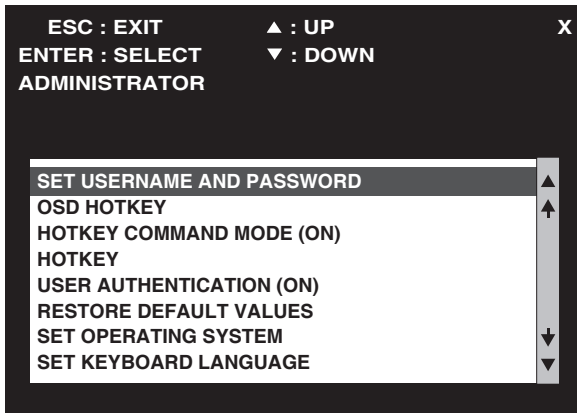 ESC : EXIT ▲ : UP X
ENTER : SELECT ▼ : DOWN
ADMINISTRATOR
SET USERNAME AND PASSWORD
OSD HOTKEY
HOTKEY COMMAND MODE (ON)
HOTKEY
USER AUTHENTICATION (ON)
RESTORE DEFAULT VALUES
SET OPERATING SYSTEM
SET KEYBOARD LANGUAGE